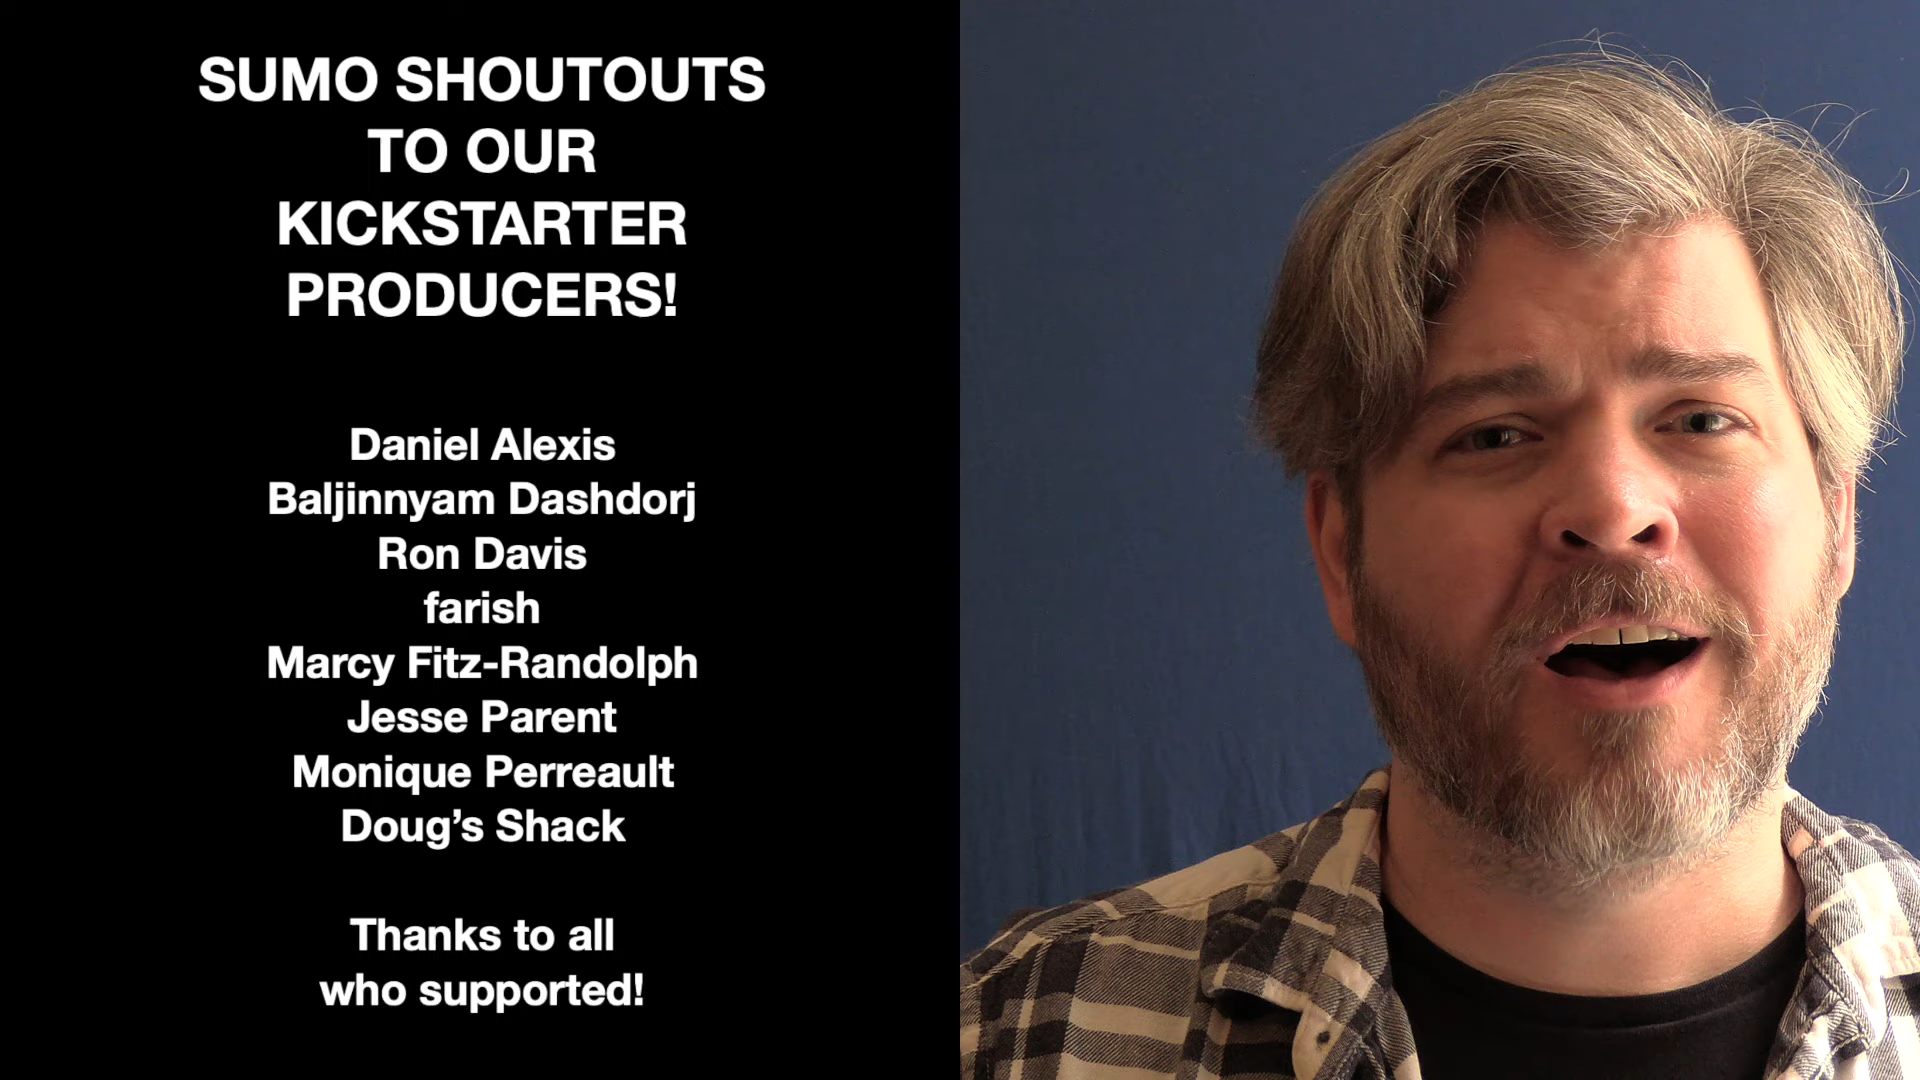 SUMO SHOUTOUTS
TO OUR
KICKSTARTER
PRODUCERS!
Daniel Alexis
Baljinnyam Dashdorj
Ron Davis
farish
Marcy Fitz-Randolph
Jesse Parent
Monique Perreault
Doug’s Shack
Thanks to all
who supported!